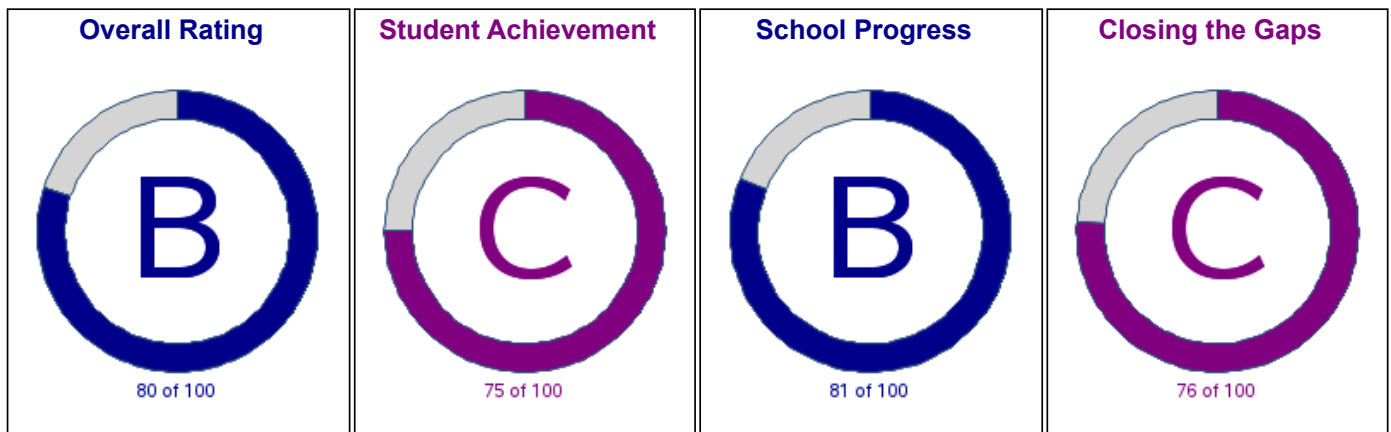 Overall Rating
B
80 of 100
Student Achievement
C
75 of 100
School Progress
B
81 of 100
Closing the Gaps
C
76 of 100